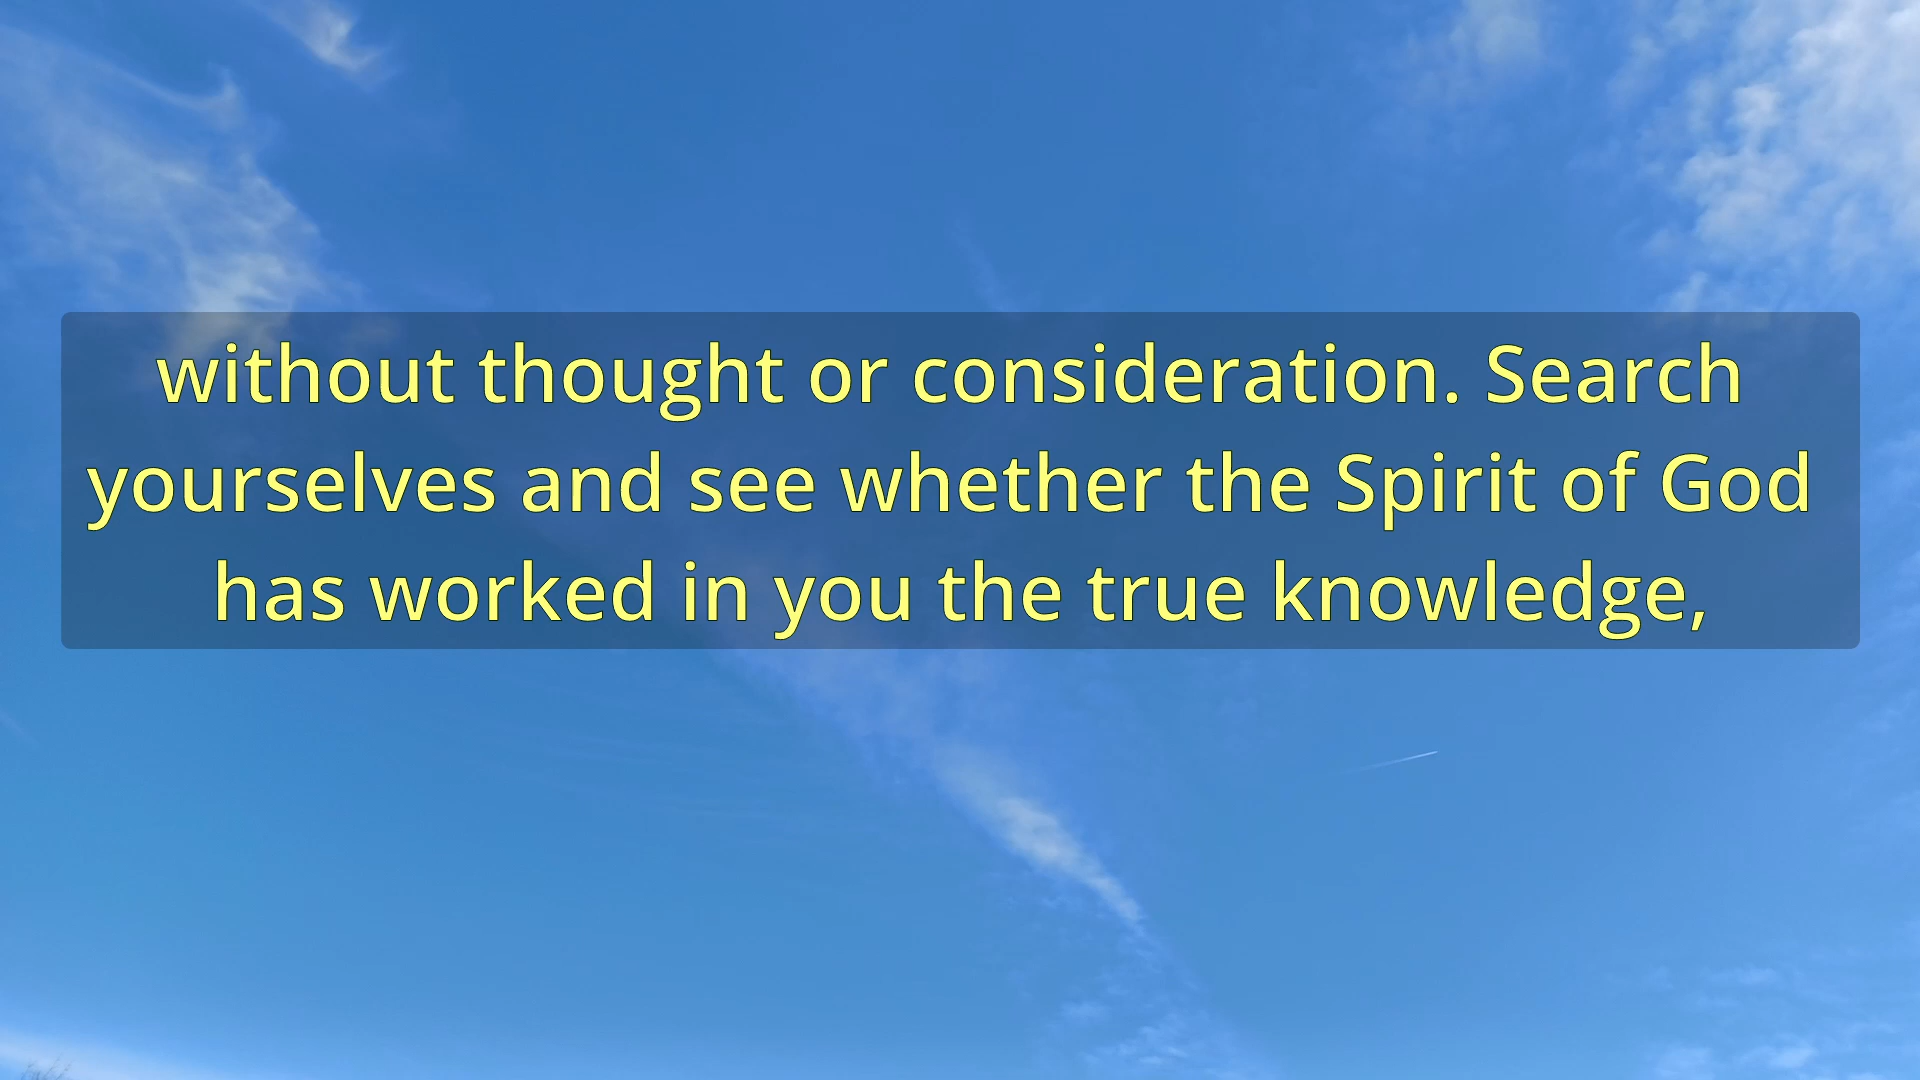 without thought or consideration. Search
yourselves and see whether the Spirit of God
has worked in you the true knowledge,